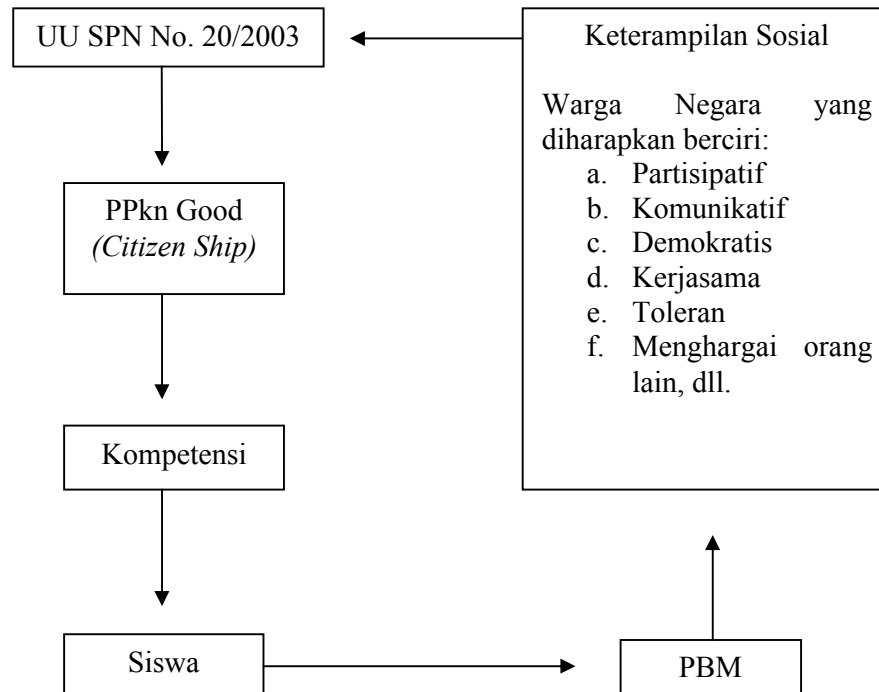 UU SPN No. 20/2003
PPkn Good
(Citizen Ship)
Kompetensi
Siswa
PBM
Keterampilan Sosial
Warga Negara yang
diharapkan berciri:
a. Partisipatif
b. Komunikatif
c. Demokratis
d. Kerjasama
e. Toleran
f. Menghargai orang
lain, dll.